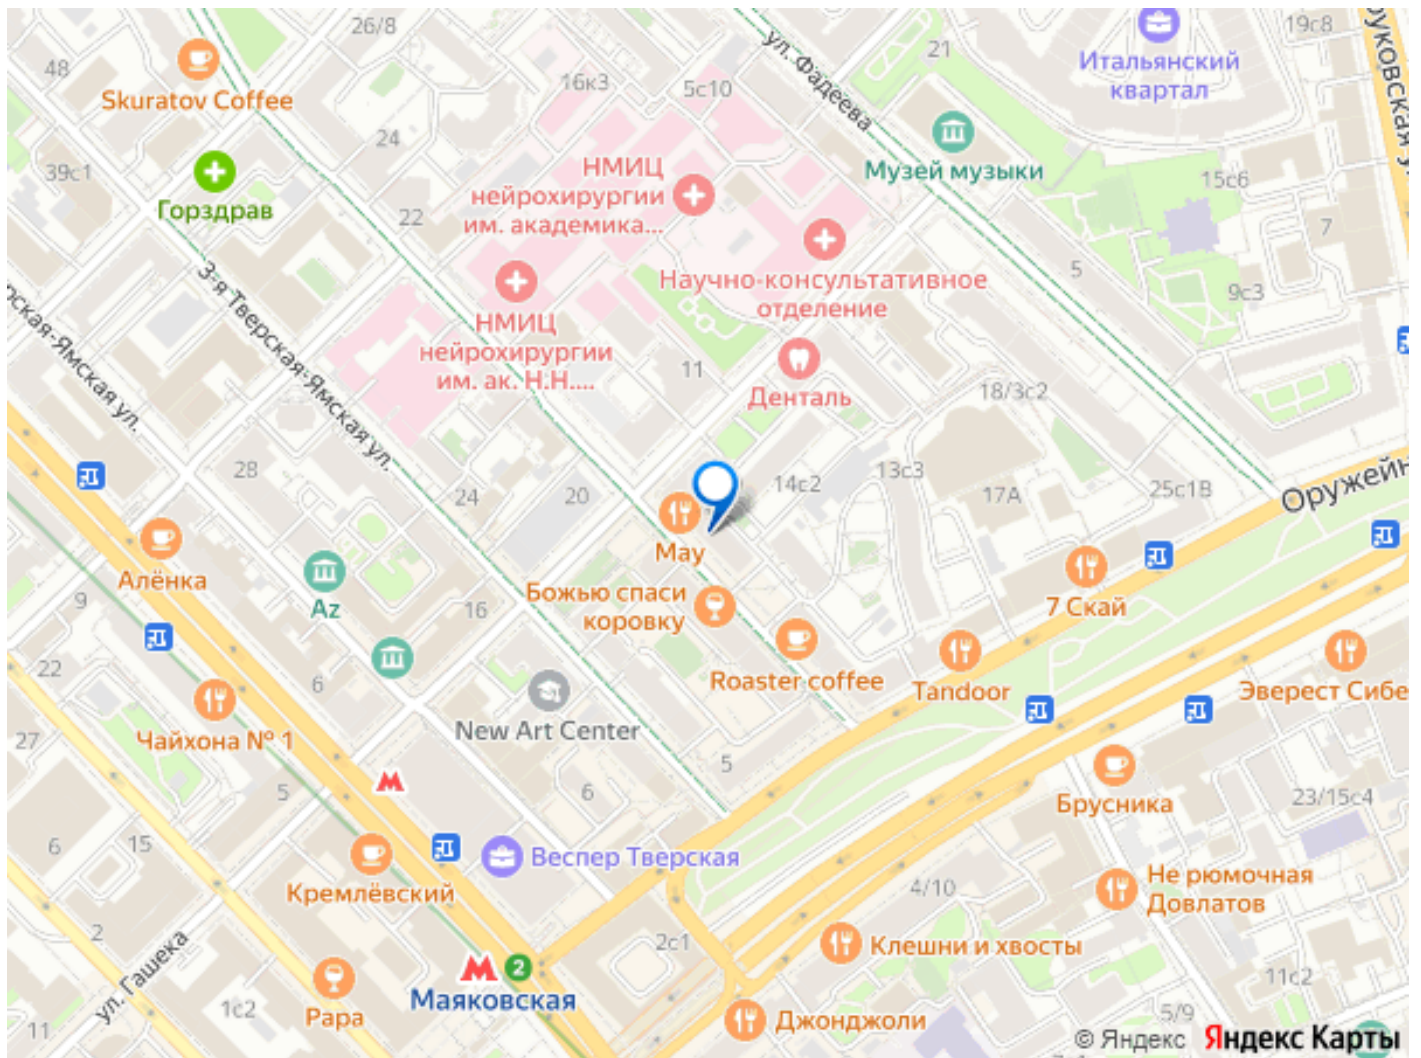 26/8
19с8
48
21
Итальянский
квартал
ул. Фадеева
16к3
5с10
Skuratov Coffee
24
Музей музыки
НМИЦ
нейрохирургии
им. академика...
39с1
15с6
Горздрав
22
7
5
Научно-консультативное
отделение
9с3
3-я Тверская-Ямская ул.
НМИЦ
нейрохирургии
им. ак. Н.Н....
11
Денталь
18/3с2
28
24
20
14с2
13с3
17А
25с1В
Оружейн
May
Алёнка
Az
Божью спаси
коровку
7 Скай
9
16
22
6
Roaster coffee
Tandoor
Эверест Сибе
New Art Center
Чайхона № 1
27
5
5
6
Брусника
23/15с4
6
15
Веспер Тверская
Кремлёвский
4/10
Не рюмочная
Довлатов
2
ул. Гашека
2с1
Клешни и хвосты
М 2
Маяковская
11с2
1с2
Papa
Джонджоли
5/9
11
7-1
© Яндекс Яндекс Карты